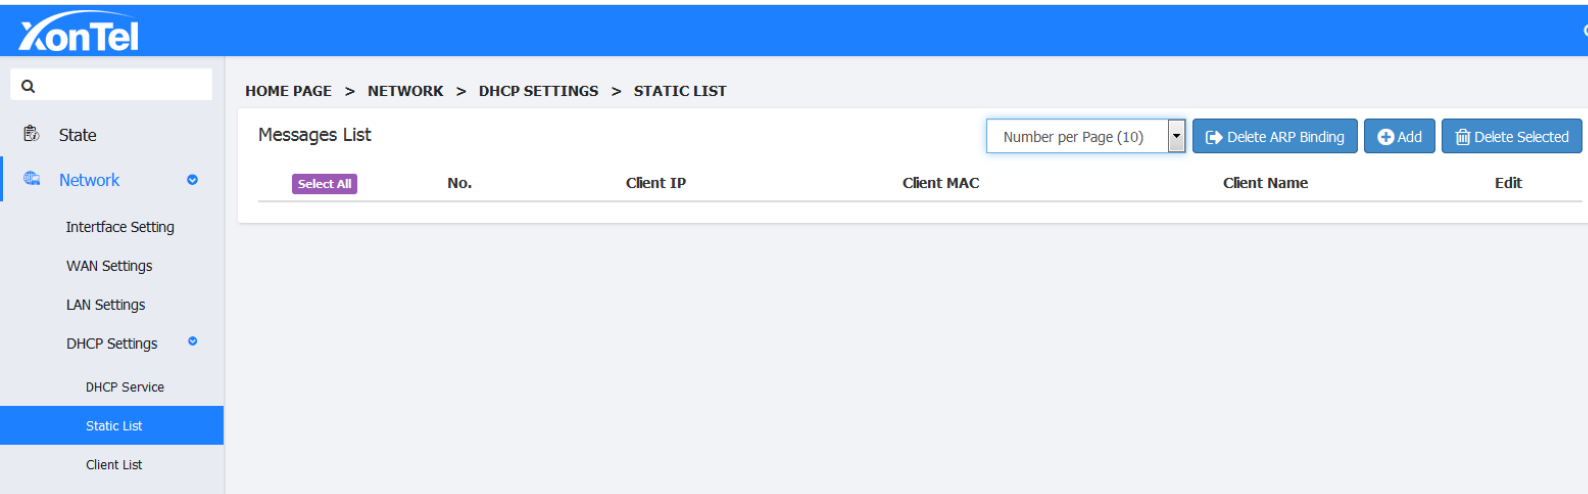 XonTel
HOME PAGE > NETWORK > DHCP SETTINGS > STATIC LIST
State
Network
Intertface Setting
WAN Settings
LAN Settings
DHCP Settings
DHCP Service
Static List
Client List
Messages List
Number per Page (10)
Delete ARP Binding
Add
Delete Selected
Select All No. Client IP Client MAC Client Name Edit